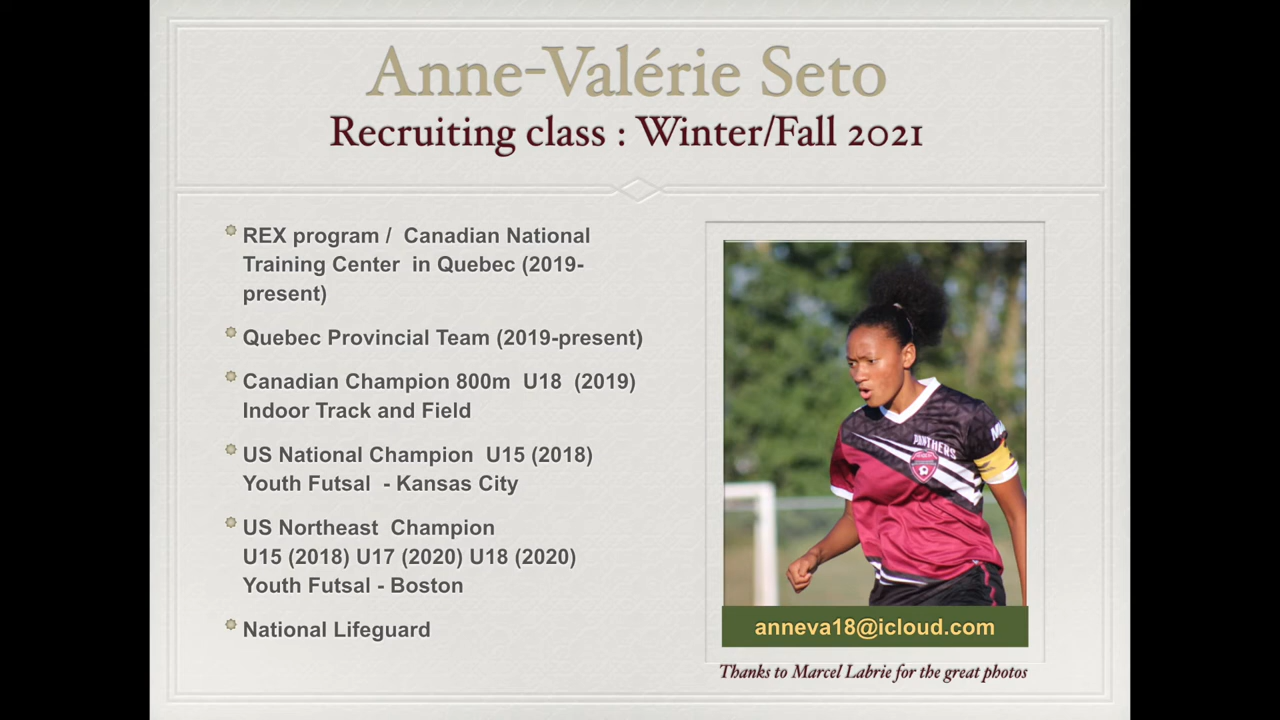 Anne-Valérie Seto
Recruiting class : Winter/Fall 2021
REX program / Canadian National
Training Center in Quebec (2019-
present)
Quebec Provincial Team (2019-present)
Canadian Champion 800m U18 (2019)
Indoor Track and Field
US National Champion U15 (2018)
Youth Futsal - Kansas City
US Northeast Champion
U15 (2018) U17 (2020) U18 (2020)
Youth Futsal - Boston
National Lifeguard
PANTHERS
anneva18@icloud.com
Thanks to Marcel Labrie for the great photos